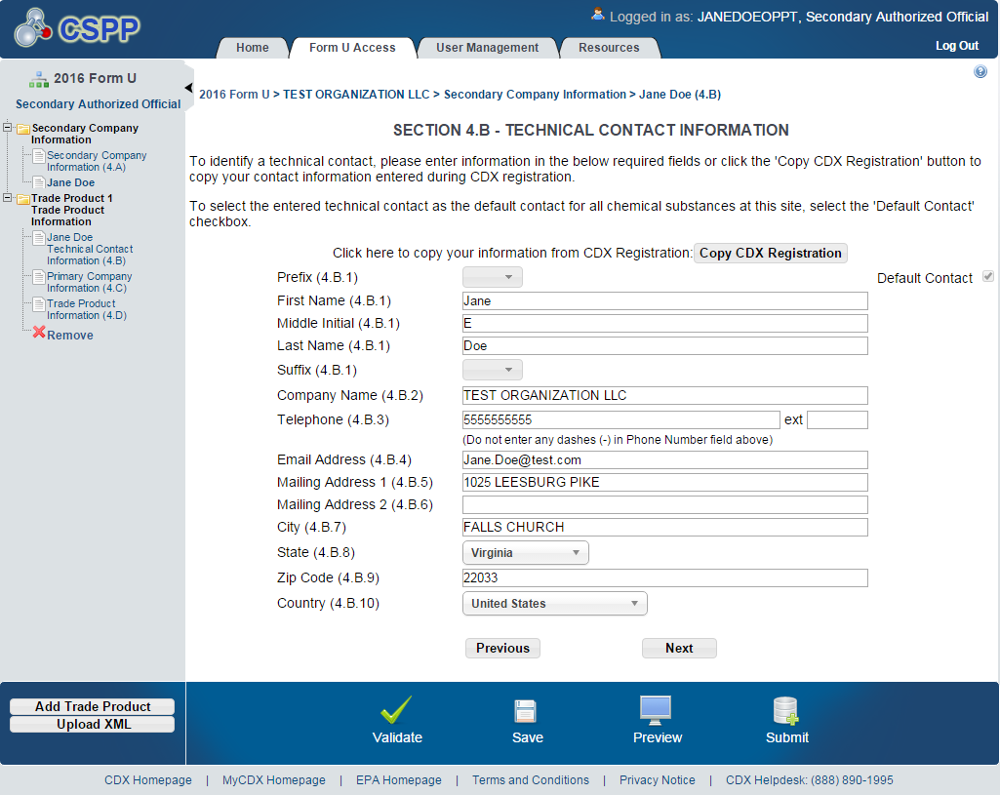 CSPP
Logged in as: JANEDOEOPPT, Secondary Authorized Official
Home
Form U Access
User Management
Resources
Log Out
2016 Form U
Secondary Authorized Official
Secondary Company
Information
Secondary Company
Information (4.A)
Jane Doe
Trade Product 1
Trade Product
Information
Jane Doe
Technical Contact
Information (4.B)
Primary Company
Information (4.C)
Trade Product
Information (4.D)
Remove
2016 Form U > TEST ORGANIZATION LLC > Secondary Company Information > Jane Doe (4.B)
SECTION 4.B - TECHNICAL CONTACT INFORMATION
To identify a technical contact, please enter information in the below required fields or click the 'Copy CDX Registration' button to
copy your contact information entered during CDX registration.
To select the entered technical contact as the default contact for all chemical substances at this site, select the 'Default Contact'
checkbox.
Click here to copy your information from CDX Registration: Copy CDX Registration
Prefix (4.B.1)
Default Contact
First Name (4.B.1) Jane
Middle Initial (4.B.1) E
Last Name (4.B.1) Doe
Suffix (4.B.1)
Company Name (4.B.2) TEST ORGANIZATION LLC
Telephone (4.B.3) 5555555555 ext
(Do not enter any dashes (-) in Phone Number field above)
Email Address (4.B.4) Jane.Doe@test.com
Mailing Address 1 (4.B.5) 1025 LEESBURG PIKE
Mailing Address 2 (4.B.6)
City (4.B.7) FALLS CHURCH
State (4.B.8) Virginia
Zip Code (4.B.9) 22033
Country (4.B.10) United States
Previous
Next
Add Trade Product
Upload XML
Validate
Save
Preview
Submit
CDX Homepage | MyCDX Homepage | EPA Homepage | Terms and Conditions | Privacy Notice | CDX Helpdesk: (888) 890-1995